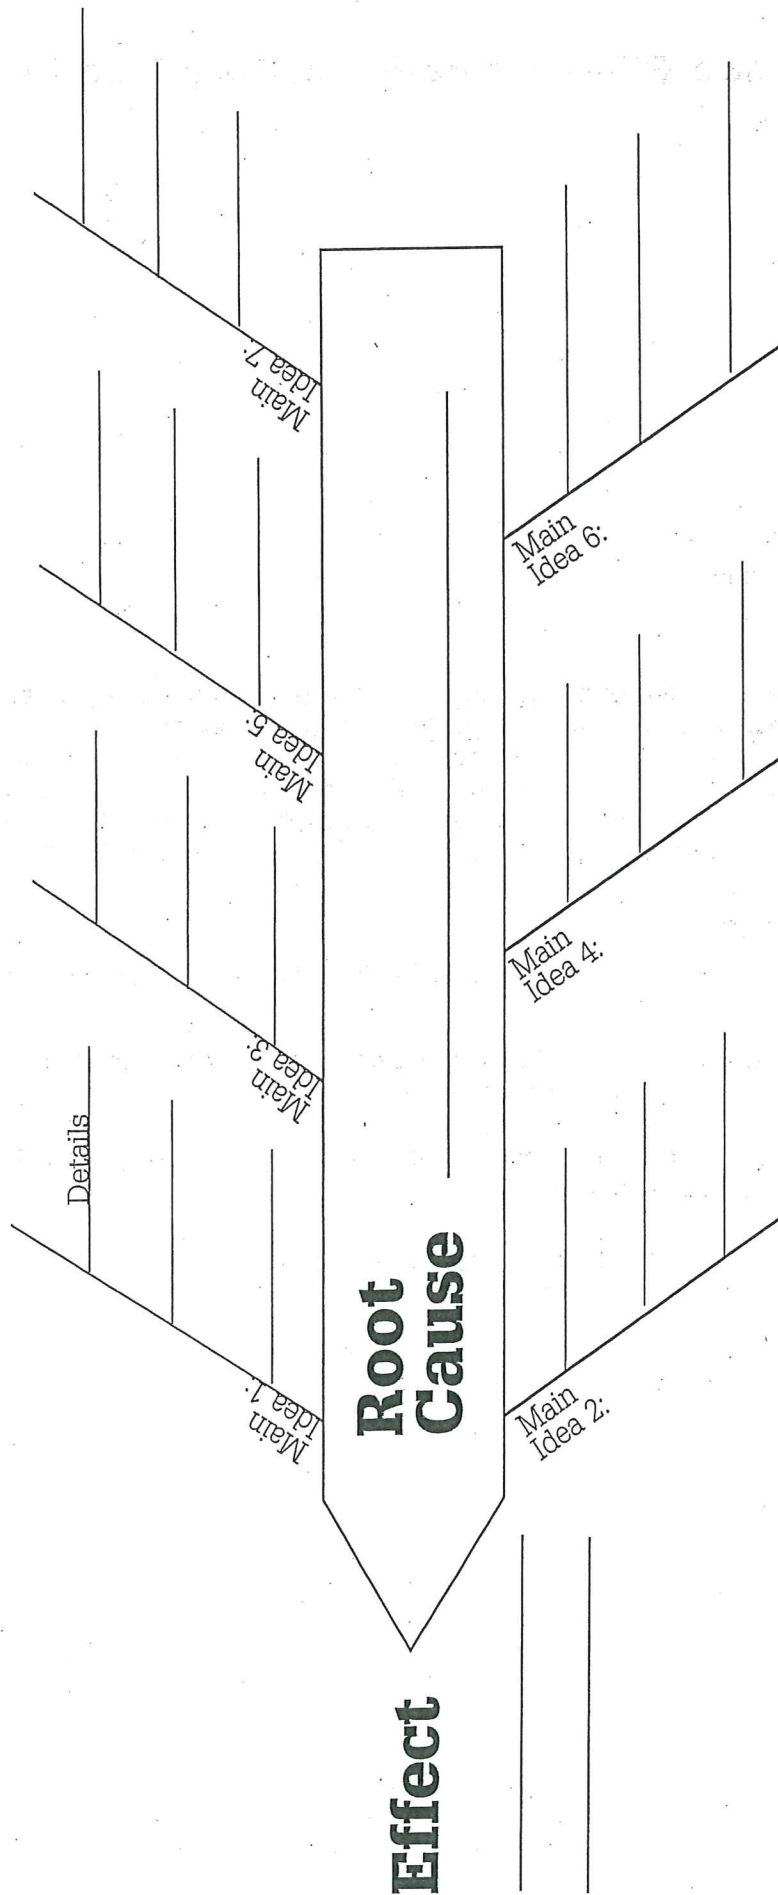 Effect
Root
Cause
Main
Idea 1:
Details
Main
Idea 2:
Main
Idea 3:
Main
Idea 4:
Main
Idea 5:
Main
Idea 6:
Main
Idea 7: